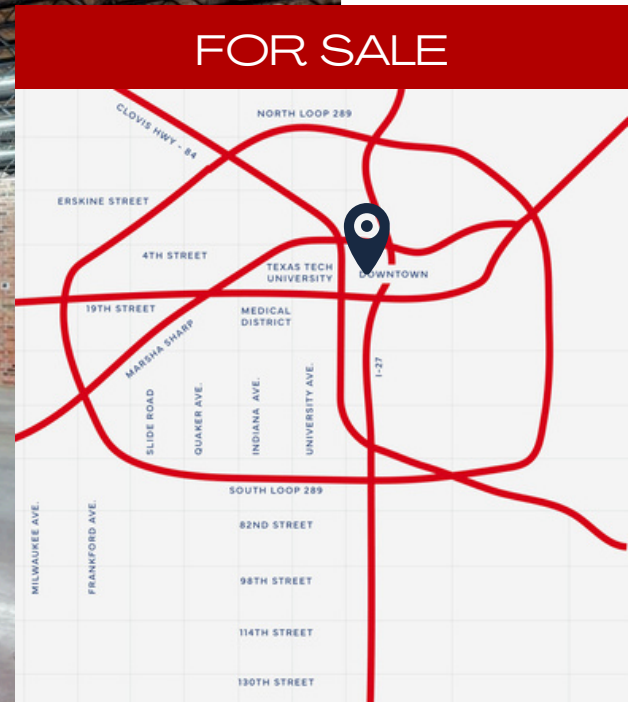 FOR SALE
NORTH LOOP 289
CLOVIS HWY - 84
ERSKINE STREET
4TH STREET
TEXAS TECH
UNIVERSITY
DOWNTOWN
19TH STREET
MEDICAL
DISTRICT
MARSHA SHARP
I-27
SLIDE ROAD
QUAKER AVE.
INDIANA AVE.
UNIVERSITY AVE.
SOUTH LOOP 289
MILWAUKEE AVE.
FRANKFORD AVE.
82ND STREET
98TH STREET
114TH STREET
130TH STREET